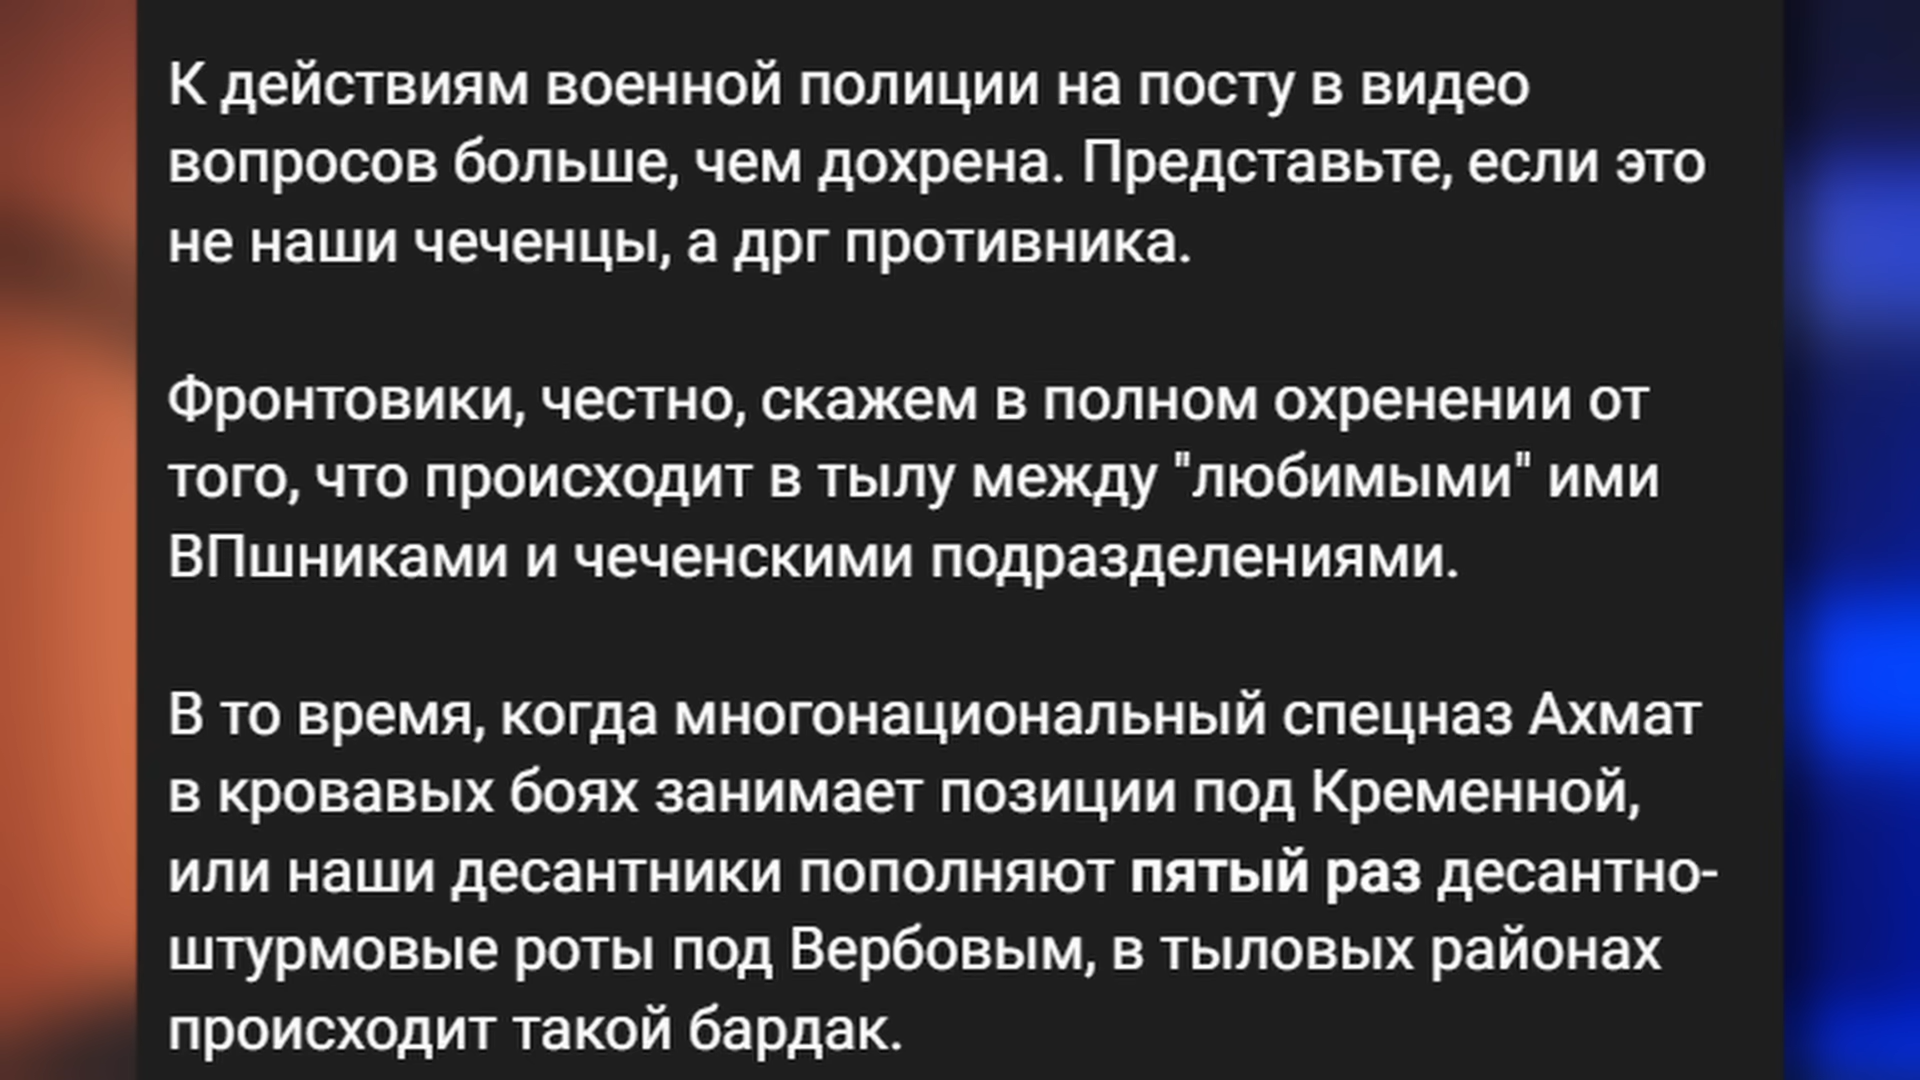 К действиям военной полиции на посту в видео
вопросов больше, чем дохрена. Представьте, если это
не наши чеченцы, а дрг противника.
Фронтовики, честно, скажем в полном охренении от
того, что происходит в тылу между "любимыми" ими
ВПшниками и чеченскими подразделениями.
В то время, когда многонациональный спецназ Ахмат
в кровавых боях занимает позиции под Кременной,
или наши десантники пополняют пятый раз десантно-
штурмовые роты под Вербовым, в тыловых районах
происходит такой бардак.